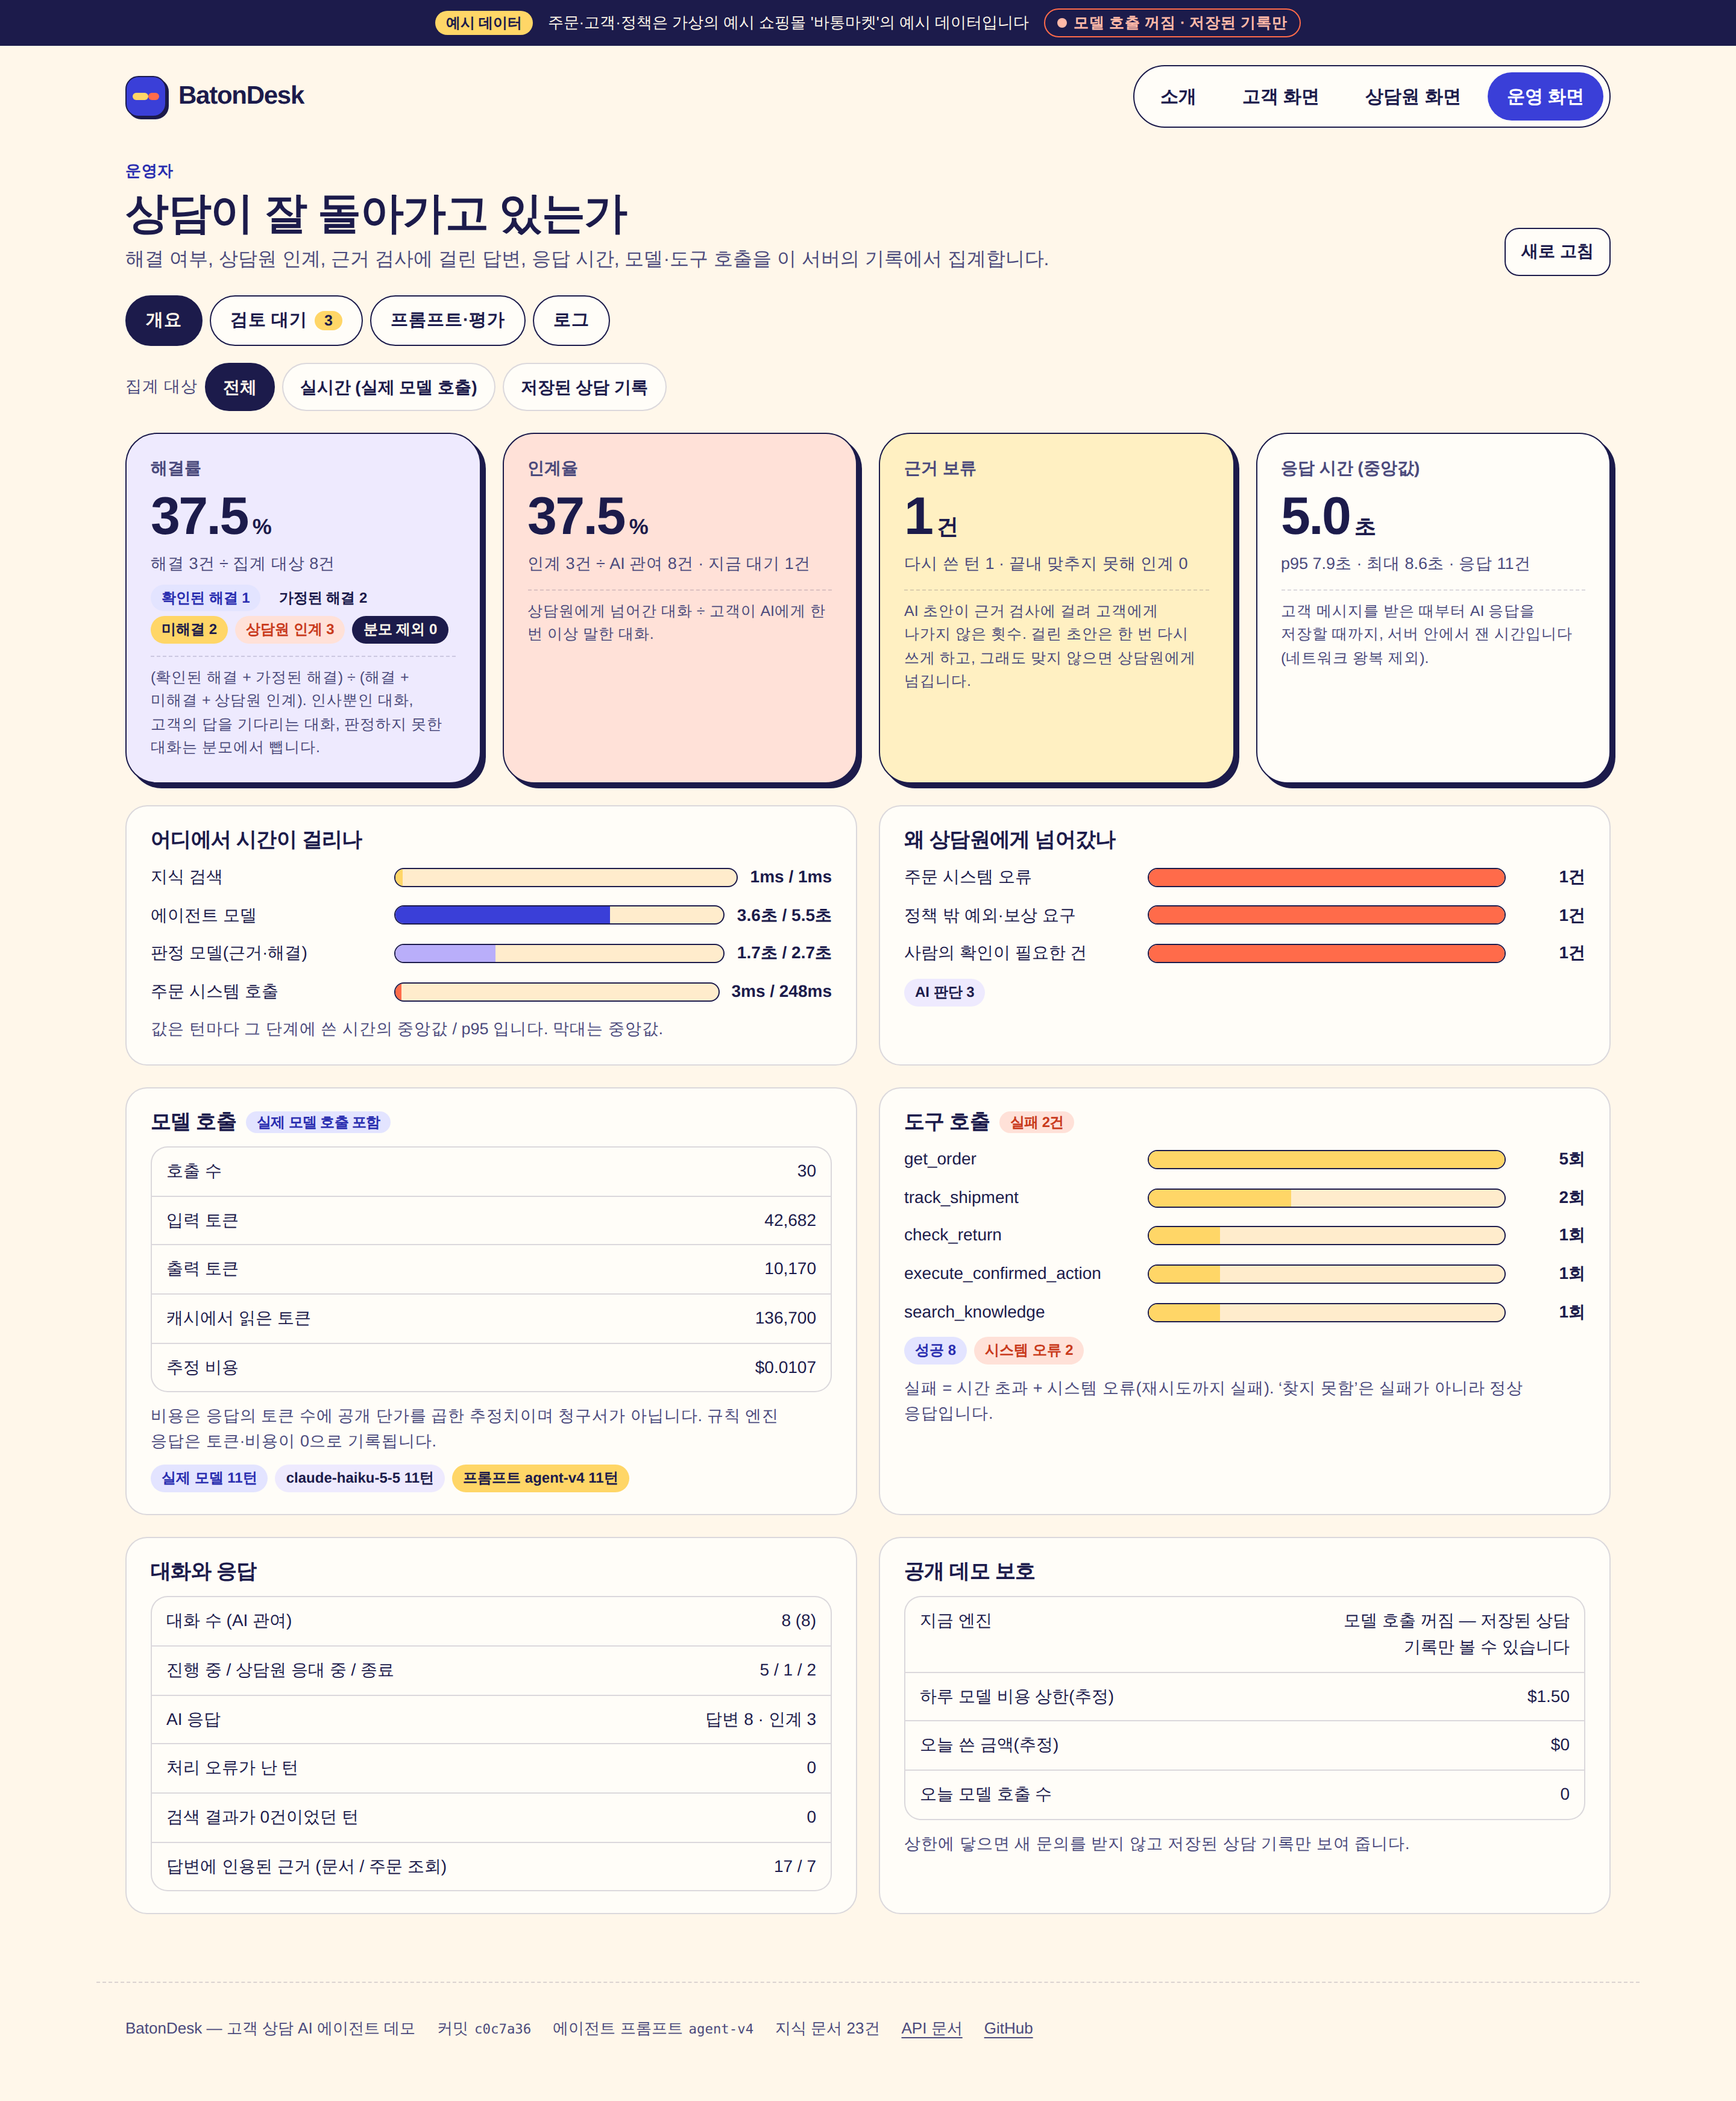 예시 데이터 주문·고객·정책은 가상의 예시 쇼핑몰 '바통마켓'의 예시 데이터입니다 모델 호출 꺼짐 · 저장된 기록만
BatonDesk
소개 고객 화면 상담원 화면 운영 화면
운영자
상담이 잘 돌아가고 있는가
해결 여부, 상담원 인계, 근거 검사에 걸린 답변, 응답 시간, 모델·도구 호출을 이 서버의 기록에서 집계합니다.
새로 고침
개요 검토 대기 3 프롬프트·평가 로그
집계 대상 전체 실시간 (실제 모델 호출) 저장된 상담 기록
해결률
37.5 %
해결 3건 ÷ 집계 대상 8건
확인된 해결 1 가정된 해결 2
미해결 2 상담원 인계 3 분모 제외 0
(확인된 해결 + 가정된 해결) ÷ (해결 +
미해결 + 상담원 인계). 인사뿐인 대화,
고객의 답을 기다리는 대화, 판정하지 못한
대화는 분모에서 뺍니다.
인계율
37.5 %
인계 3건 ÷ AI 관여 8건 · 지금 대기 1건
상담원에게 넘어간 대화 ÷ 고객이 AI에게 한
번 이상 말한 대화.
근거 보류
1 건
다시 쓴 턴 1 · 끝내 맞추지 못해 인계 0
AI 초안이 근거 검사에 걸려 고객에게
나가지 않은 횟수. 걸린 초안은 한 번 다시
쓰게 하고, 그래도 맞지 않으면 상담원에게
넘깁니다.
응답 시간 (중앙값)
5.0 초
p95 7.9초 · 최대 8.6초 · 응답 11건
고객 메시지를 받은 때부터 AI 응답을
저장할 때까지, 서버 안에서 잰 시간입니다
(네트워크 왕복 제외).
어디에서 시간이 걸리나
지식 검색 1ms / 1ms
에이전트 모델 3.6초 / 5.5초
판정 모델(근거·해결) 1.7초 / 2.7초
주문 시스템 호출 3ms / 248ms
값은 턴마다 그 단계에 쓴 시간의 중앙값 / p95 입니다. 막대는 중앙값.
왜 상담원에게 넘어갔나
주문 시스템 오류 1건
정책 밖 예외·보상 요구 1건
사람의 확인이 필요한 건 1건
AI 판단 3
모델 호출 실제 모델 호출 포함
호출 수 30
입력 토큰 42,682
출력 토큰 10,170
캐시에서 읽은 토큰 136,700
추정 비용 $0.0107
비용은 응답의 토큰 수에 공개 단가를 곱한 추정치이며 청구서가 아닙니다. 규칙 엔진
응답은 토큰·비용이 0으로 기록됩니다.
실제 모델 11턴 claude-haiku-5-5 11턴 프롬프트 agent-v4 11턴
도구 호출 실패 2건
get_order 5회
track_shipment 2회
check_return 1회
execute_confirmed_action 1회
search_knowledge 1회
성공 8 시스템 오류 2
실패 = 시간 초과 + 시스템 오류(재시도까지 실패). ‘찾지 못함’은 실패가 아니라 정상
응답입니다.
대화와 응답
대화 수 (AI 관여) 8 (8)
진행 중 / 상담원 응대 중 / 종료 5 / 1 / 2
AI 응답 답변 8 · 인계 3
처리 오류가 난 턴 0
검색 결과가 0건이었던 턴 0
답변에 인용된 근거 (문서 / 주문 조회) 17 / 7
공개 데모 보호
지금 엔진 모델 호출 꺼짐 — 저장된 상담
기록만 볼 수 있습니다
하루 모델 비용 상한(추정) $1.50
오늘 쓴 금액(추정) $0
오늘 모델 호출 수 0
상한에 닿으면 새 문의를 받지 않고 저장된 상담 기록만 보여 줍니다.
BatonDesk — 고객 상담 AI 에이전트 데모 커밋 c0c7a36 에이전트 프롬프트 agent-v4 지식 문서 23건 API 문서 GitHub